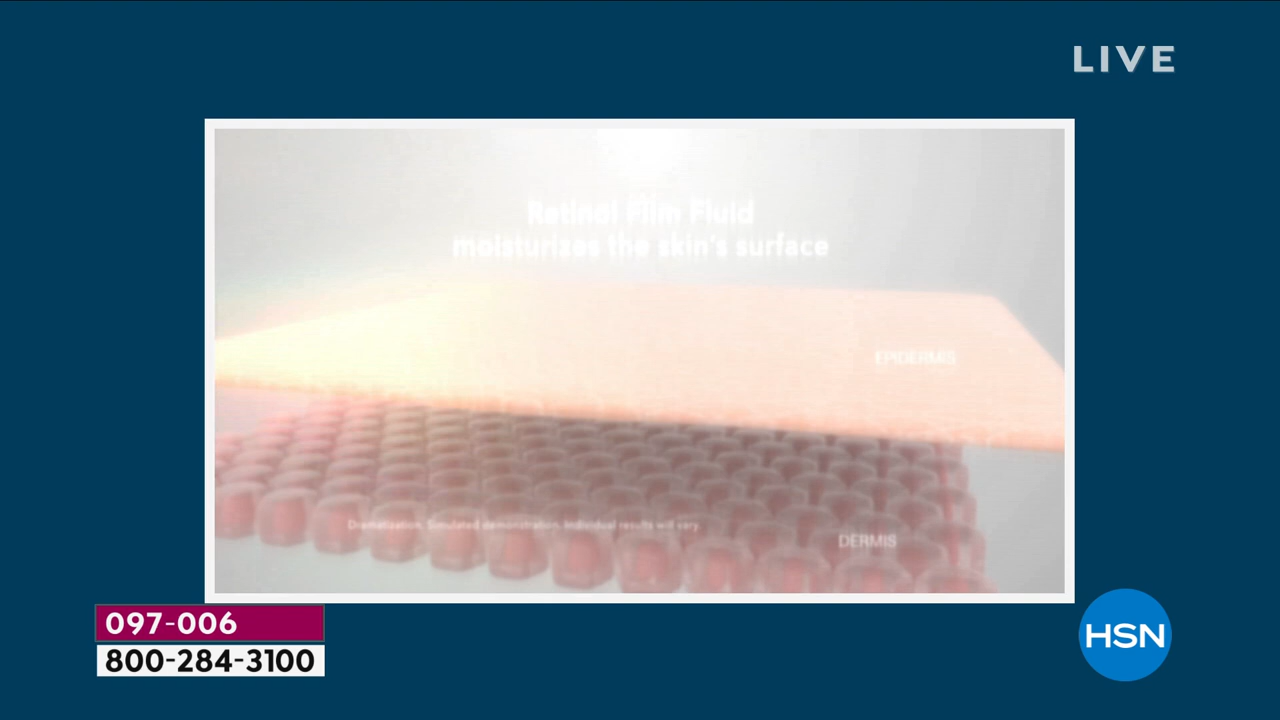 LIVE
Retinol Film Fluid
moisturizes the skin's surface
EPIDERMIS
Dramatization. Simulated demonstration. Individual results will vary.
DERMIS
097-006
800-284-3100
HSN